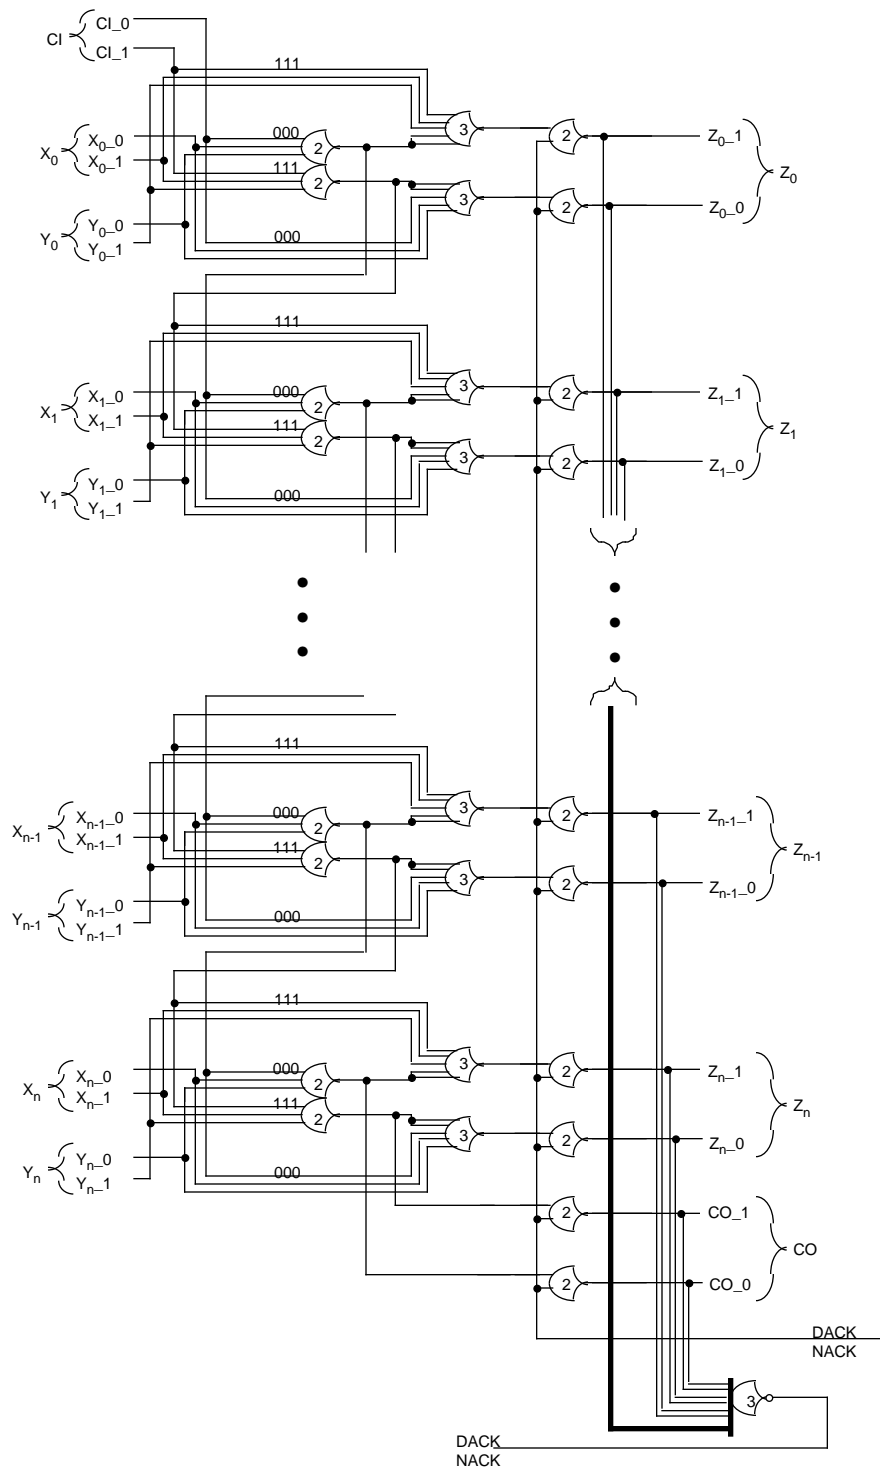 CI
CI_0
CI_1
111
3
2
Z0_1
X0
X0_0
X0_1
000
2
111
2
Z0
3
2
Z0_0
Y0
Y0_0
Y0_1
000
111
3
2
Z1_1
X1
X1_0
X1_1
000
2
111
2
Z1
3
2
Z1_0
Y1
Y1_0
Y1_1
000
111
3
2
Zn-1_1
Xn-1
Xn-1_0
Xn-1_1
000
2
111
2
Zn-1
3
2
Zn-1_0
Yn-1
Yn-1_0
Yn-1_1
000
111
3
2
Zn_1
Xn
Xn_0
Xn_1
000
2
111
2
Zn
3
2
Zn_0
Yn
Yn_0
Yn_1
000
2
CO_1
CO
2
CO_0
DACK
NACK
3
DACK
NACK